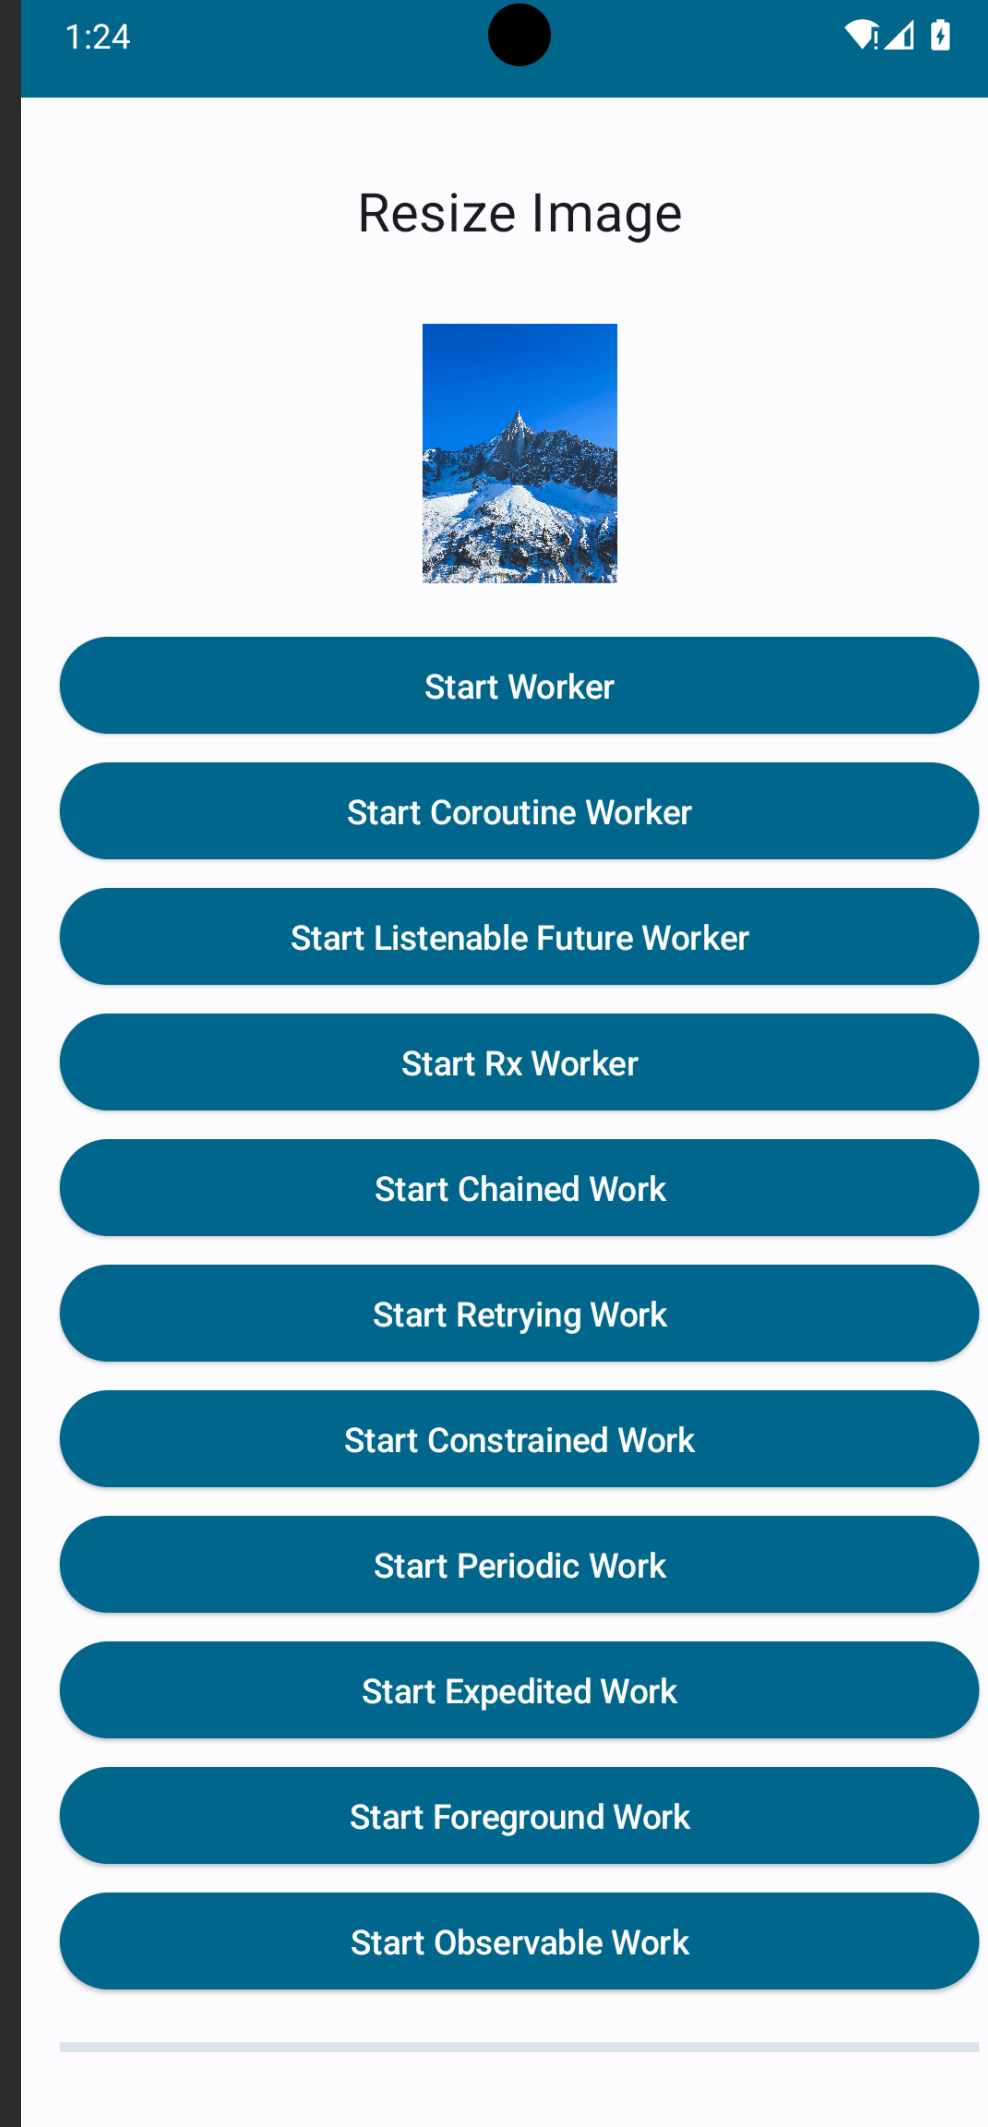 1:24
Resize Image
Start Worker
Start Coroutine Worker
Start Listenable Future Worker
Start Rx Worker
Start Chained Work
Start Retrying Work
Start Constrained Work
Start Periodic Work
Start Expedited Work
Start Foreground Work
Start Observable Work